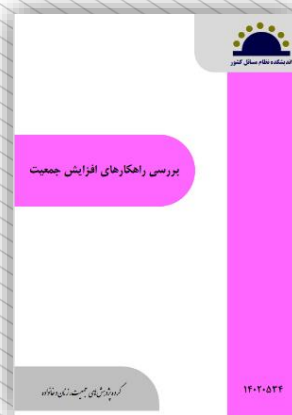 اندیشکده نظام مسائل کشور
بررسی راهکارهای افزایش جمعیت
گروه پژوهش‌های جمعیت، زنان و خانواده
۱۴۰۲۰۵۳۴